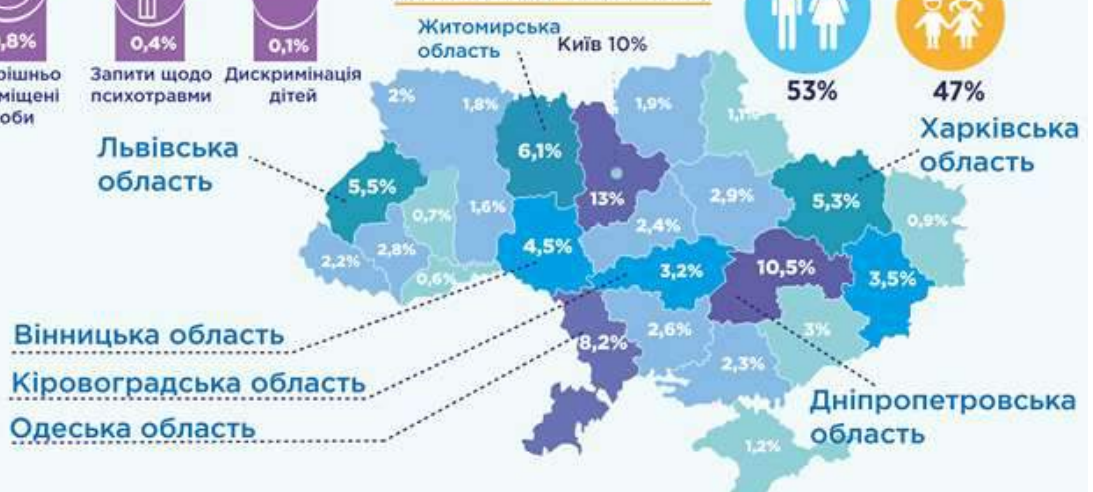 ,8%
0,4%
0,1%
Запити щодо
психотравми
Дискримінація
дітей
Житомирська
область
Київ 10%
53%
47%
Львівська
область
Харківська
область
2%
1,8%
6,1%
1,9%
5,5%
0,7%
1,6%
13%
2,4%
2,9%
5,3%
0,9%
2,2%
2,8%
0,6%
4,5%
3,2%
10,5%
3,5%
8,2%
2,6%
3%
2,3%
1,2%
Вінницька область
Кіровоградська область
Одеська область
Дніпропетровська
область